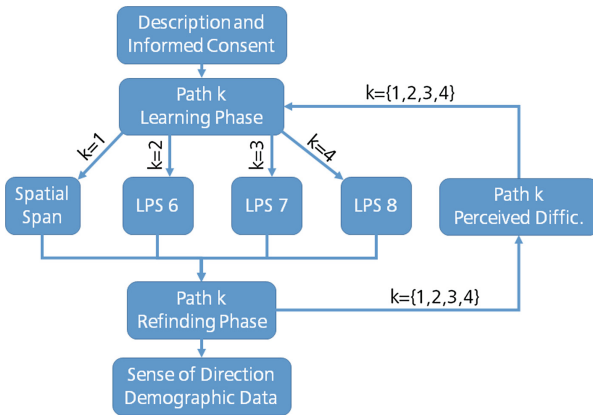 Description and
Informed Consent
Path k
Learning Phase
k={1,2,3,4}
k=1
k=2
k=3
k=4
Spatial
Span
LPS 6
LPS 7
LPS 8
Path k
Perceived Diffic.
Path k
Refinding Phase
k={1,2,3,4}
Sense of Direction
Demographic Data